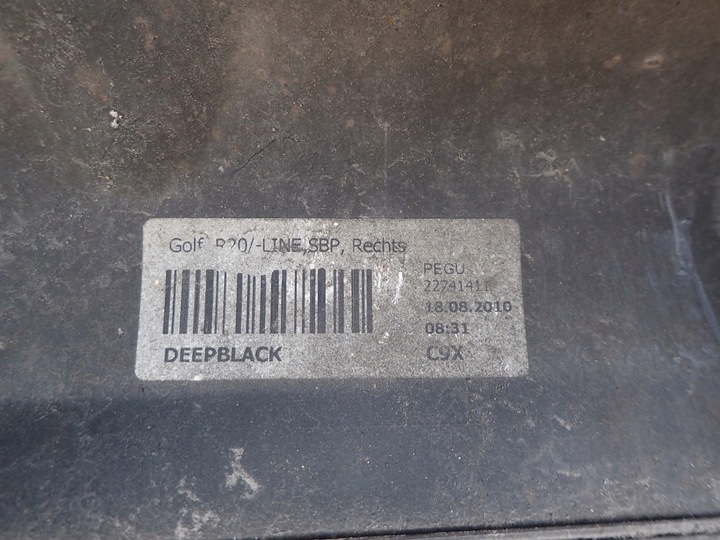 Golf R20/-LINE,SBP, Rechts
PEGU
22741411
18.08.2010
08:31
DEEPBLACK
C9X